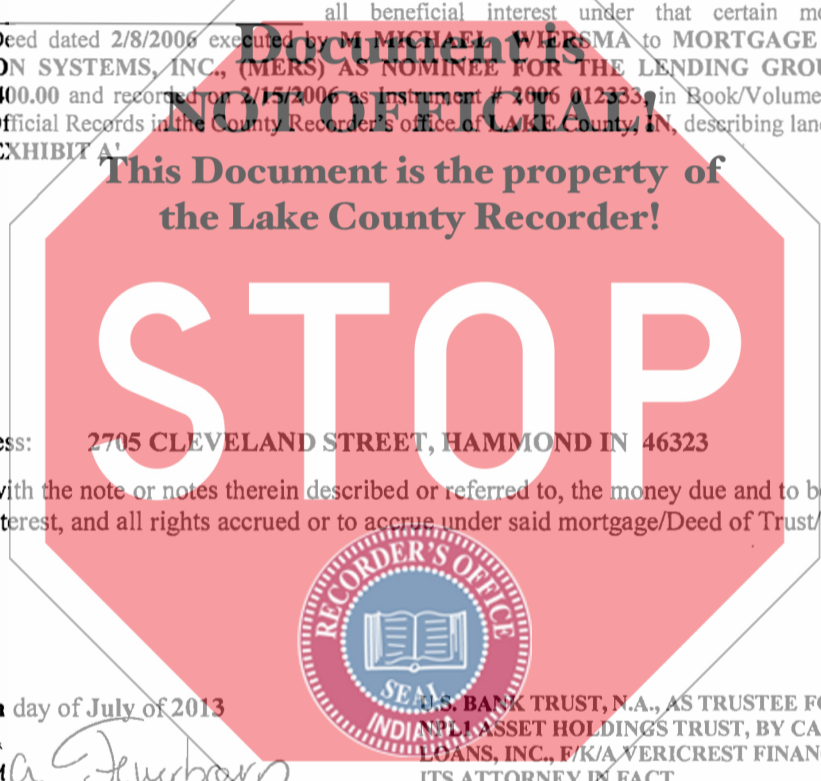 all beneficial interest under that certain
Deed dated 2/8/2006 executed by M MICHAEL WIERSMA to MORTGAGE
ON SYSTEMS, INC., (MERS) AS NOMINEE FOR THE LENDING GROU
400.00 and recorded on 2/15/2006 as Instrument # 2006 012333, in Book/Volume
Official Records in the County Recorder's office of LAKE County, IN, describing lan
EXHIBIT A'
Document is
NOT OFFICIAL!
This Document is the property of
the Lake County Recorder!
STOP
ess: 2705 CLEVELAND STREET, HAMMOND IN 46323
with the note or notes therein described or referred to, the money due and to b
terest, and all rights accrued or to accrue under said mortgage/Deed of Trust/
RECORDER'S OFFICE
SEAL
INDIANA
day of July of 2013
U.S. BANK TRUST, N.A., AS TRUSTEE FO
NPL1 ASSET HOLDINGS TRUST, BY CA
LOANS, INC., F/K/A VERICREST FINAN
ITS ATTORNEY IN FACT